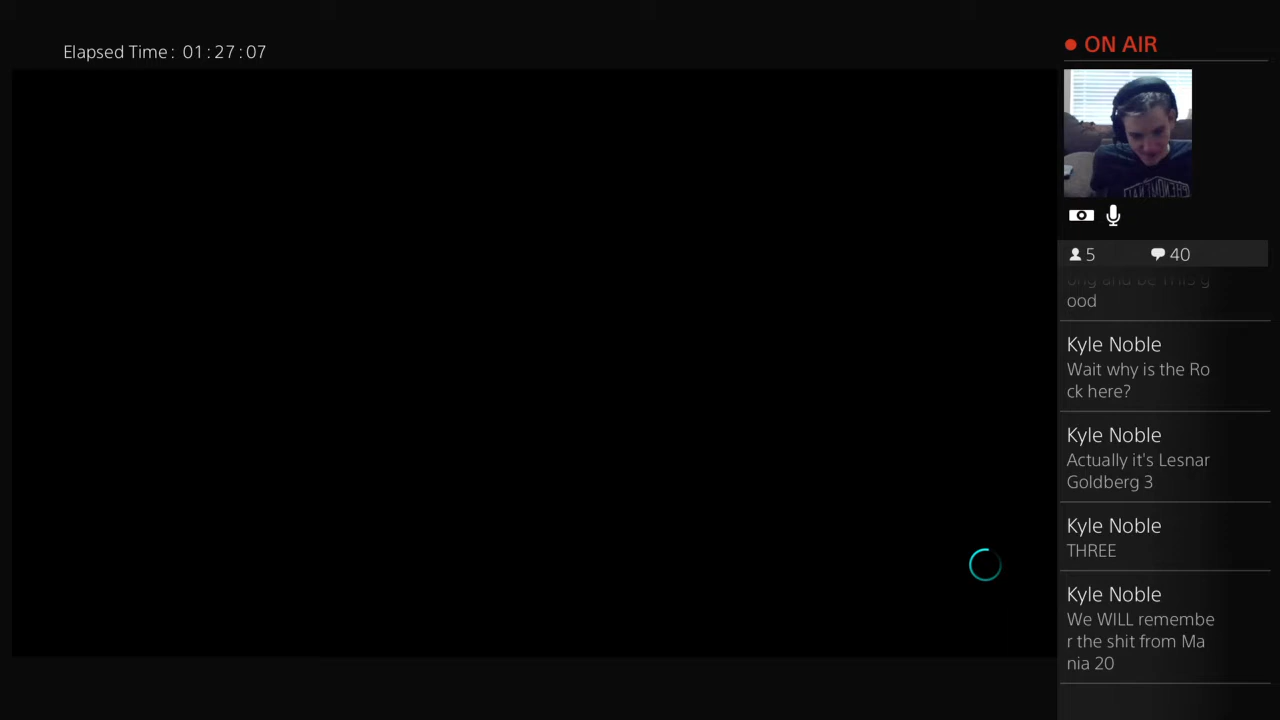 Elapsed Time: 01:27:07
ON AIR
5 40
ood
Kyle Noble
Wait why is the Ro
ck here?
Kyle Noble
Actually it's Lesnar
Goldberg 3
Kyle Noble
THREE
Kyle Noble
We WILL remembe
r the shit from Ma
nia 20